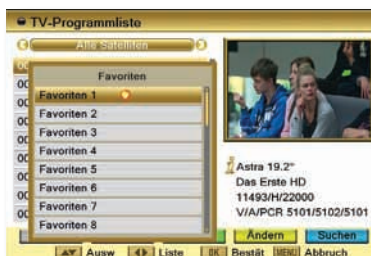 TV-Programmliste
Alle Satelliten
Favoriten
Favoriten 1
Favoriten 2
Favoriten 3
Favoriten 4
Favoriten 5
Favoriten 6
Favoriten 7
Favoriten 8
Astra 19.2°
Das Erste HD
11493/H/22000
V/A/PCR 5101/5102/5101
Ändern Suchen
Ausw Liste OK Bestät MENU Abbruch